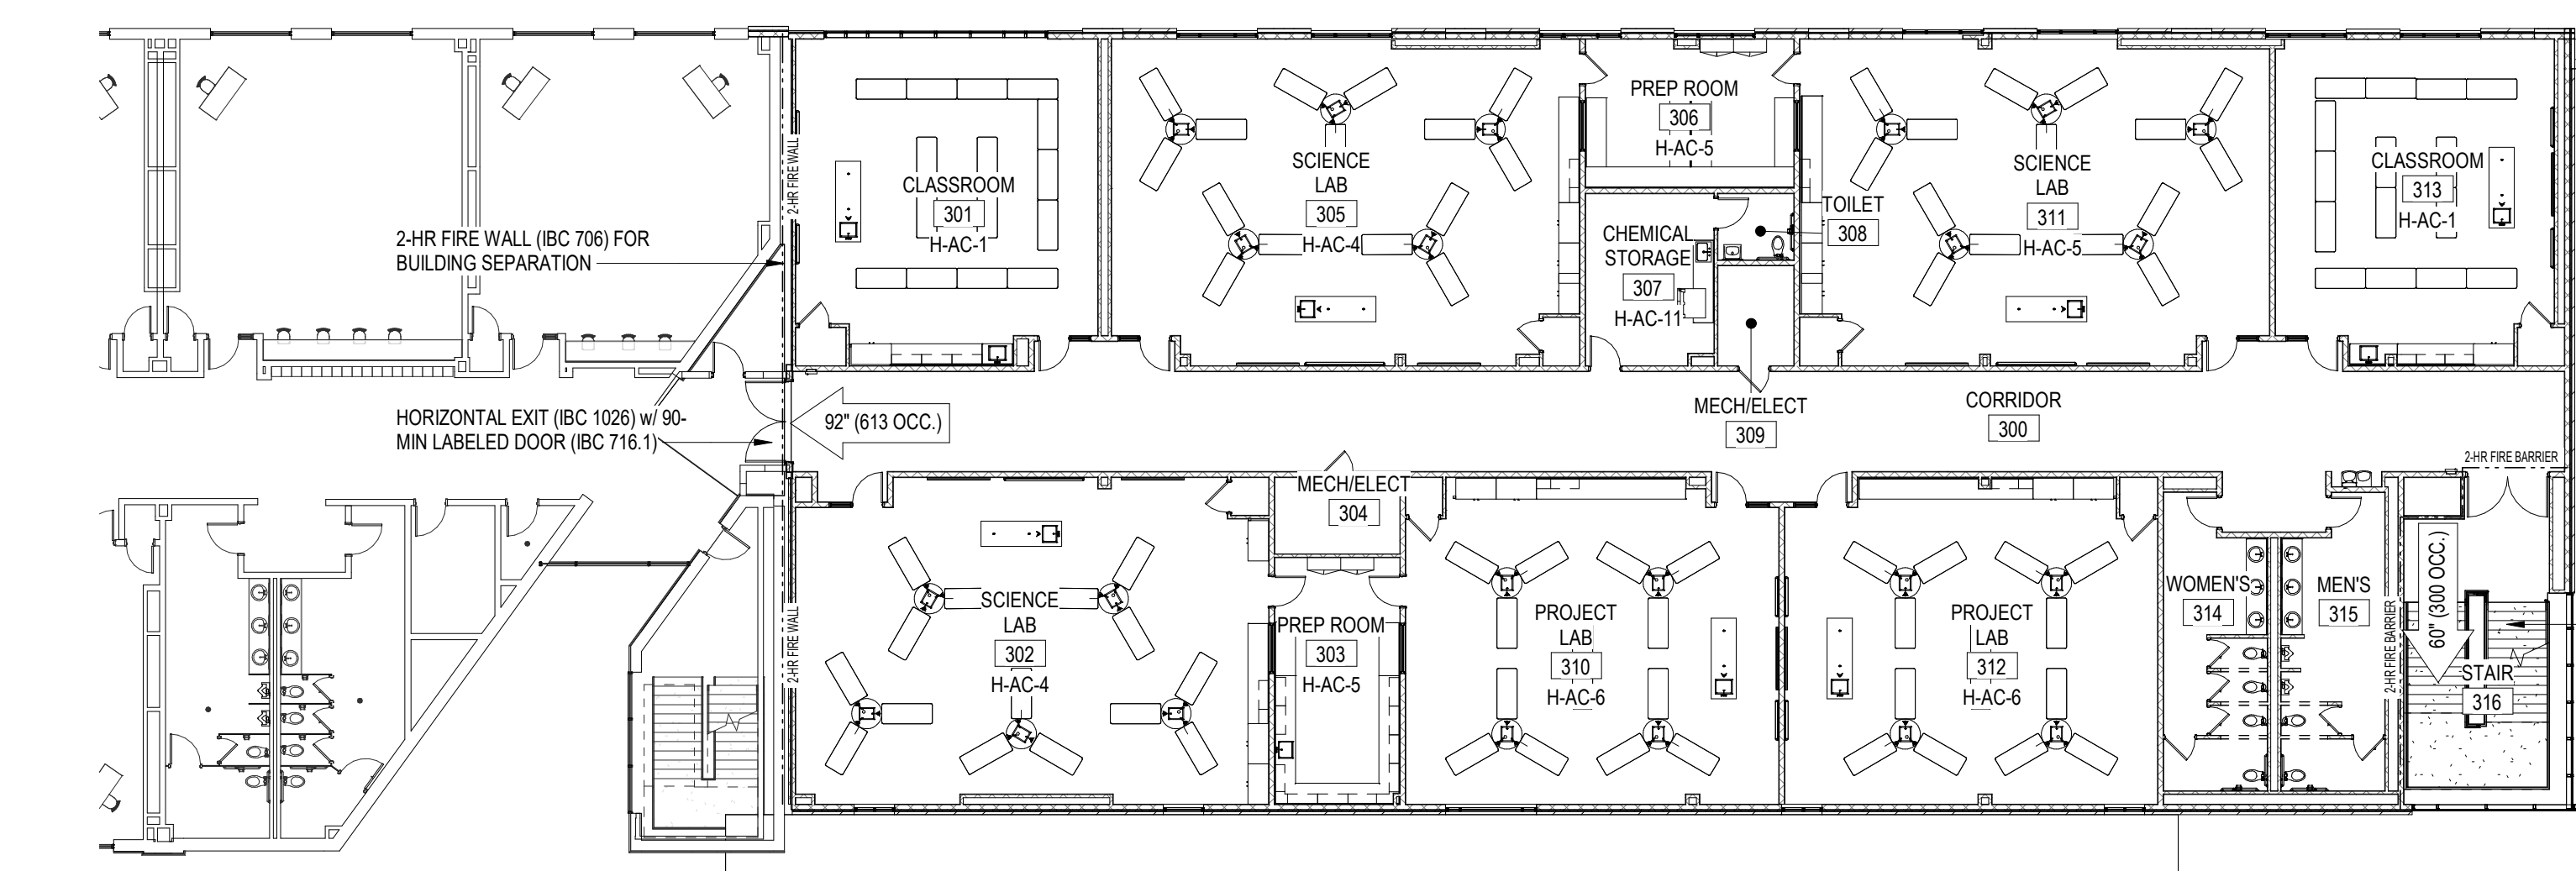 2-HR FIRE WALL (IBC 706) FOR
BUILDING SEPARATION
HORIZONTAL EXIT (IBC 1026) w/ 90-
MIN LABELED DOOR (IBC 716.1)
2-HR FIRE WALL
92" (613 OCC.)
CLASSROOM
301
H-AC-1
SCIENCE
LAB
305
H-AC-4
PREP ROOM
306
H-AC-5
CHEMICAL
STORAGE
307
H-AC-11
TOILET
308
SCIENCE
LAB
311
H-AC-5
CLASSROOM
313
H-AC-1
MECH/ELECT
309
CORRIDOR
300
2-HR FIRE BARRIER
2-HR FIRE WALL
SCIENCE
LAB
302
H-AC-4
MECH/ELECT
304
PREP ROOM
303
H-AC-5
PROJECT
LAB
310
H-AC-6
PROJECT
LAB
312
H-AC-6
WOMEN'S
314
MEN'S
315
2-HR FIRE BARRIER
60" (300 OCC.)
STAIR
316